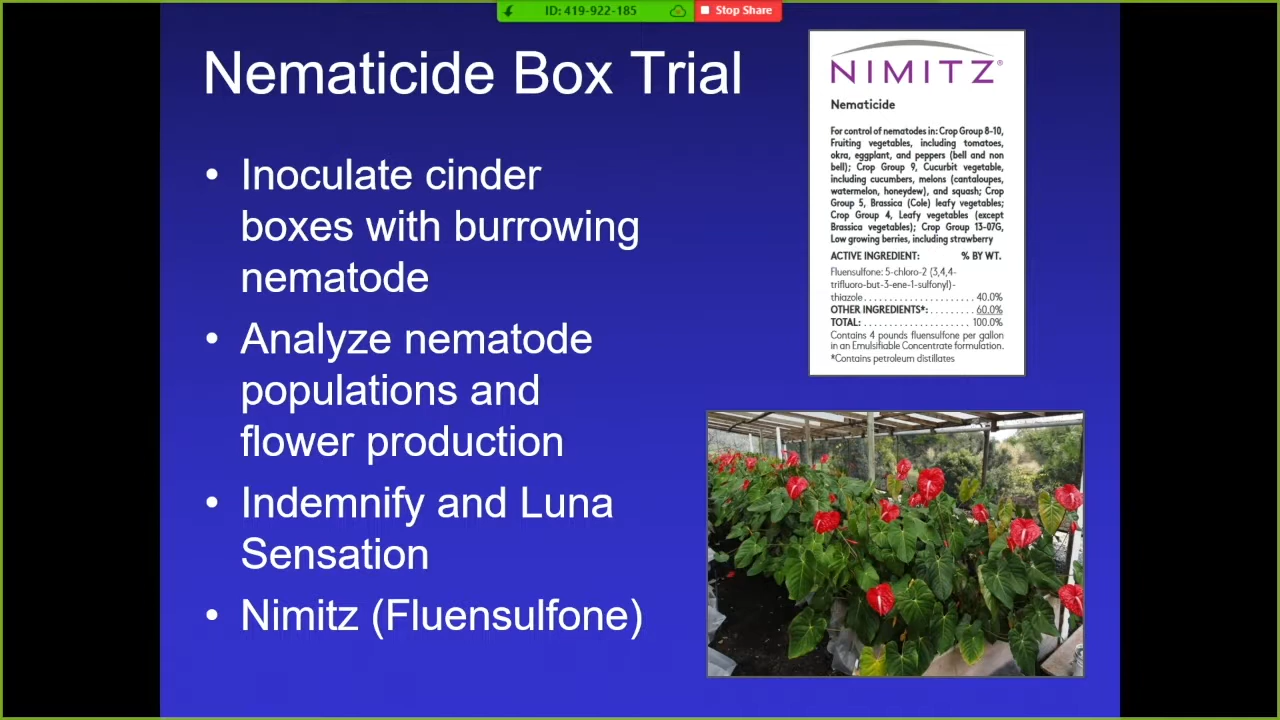 ID: 419-922-185
Stop Share
Nematicide Box Trial
• Inoculate cinder
boxes with burrowing
nematode
• Analyze nematode
populations and
flower production
• Indemnify and Luna
Sensation
• Nimitz (Fluensulfone)
NIMITZ®
Nematicide
For control of nematodes in: Crop Group 8-10,
Fruiting vegetables, including tomatoes,
okra, eggplant, and peppers (bell and non
bell); Crop Group 9, Cucurbit vegetable,
including cucumbers, melons (cantaloupes,
watermelon, honeydew), and squash; Crop
Group 5, Brassica (Cole) leafy vegetables;
Crop Group 4, Leafy vegetables (except
Brassica vegetables); Crop Group 13-07G,
Low growing berries, including strawberry
ACTIVE INGREDIENT: % BY WT.
Fluensulfone: 5-chloro-2 (3,4,4-
trifluoro-but-3-ene-1-sulfonyl)-
thiazole . . . . . . . . . . . . . . . . . . . . . . 40.0%
OTHER INGREDIENTS*: . . . . . . . . . 60.0%
TOTAL: . . . . . . . . . . . . . . . . . . . . . 100.0%
Contains 4 pounds fluensulfone per gallon
in an Emulsifiable Concentrate formulation.
*Contains petroleum distillates